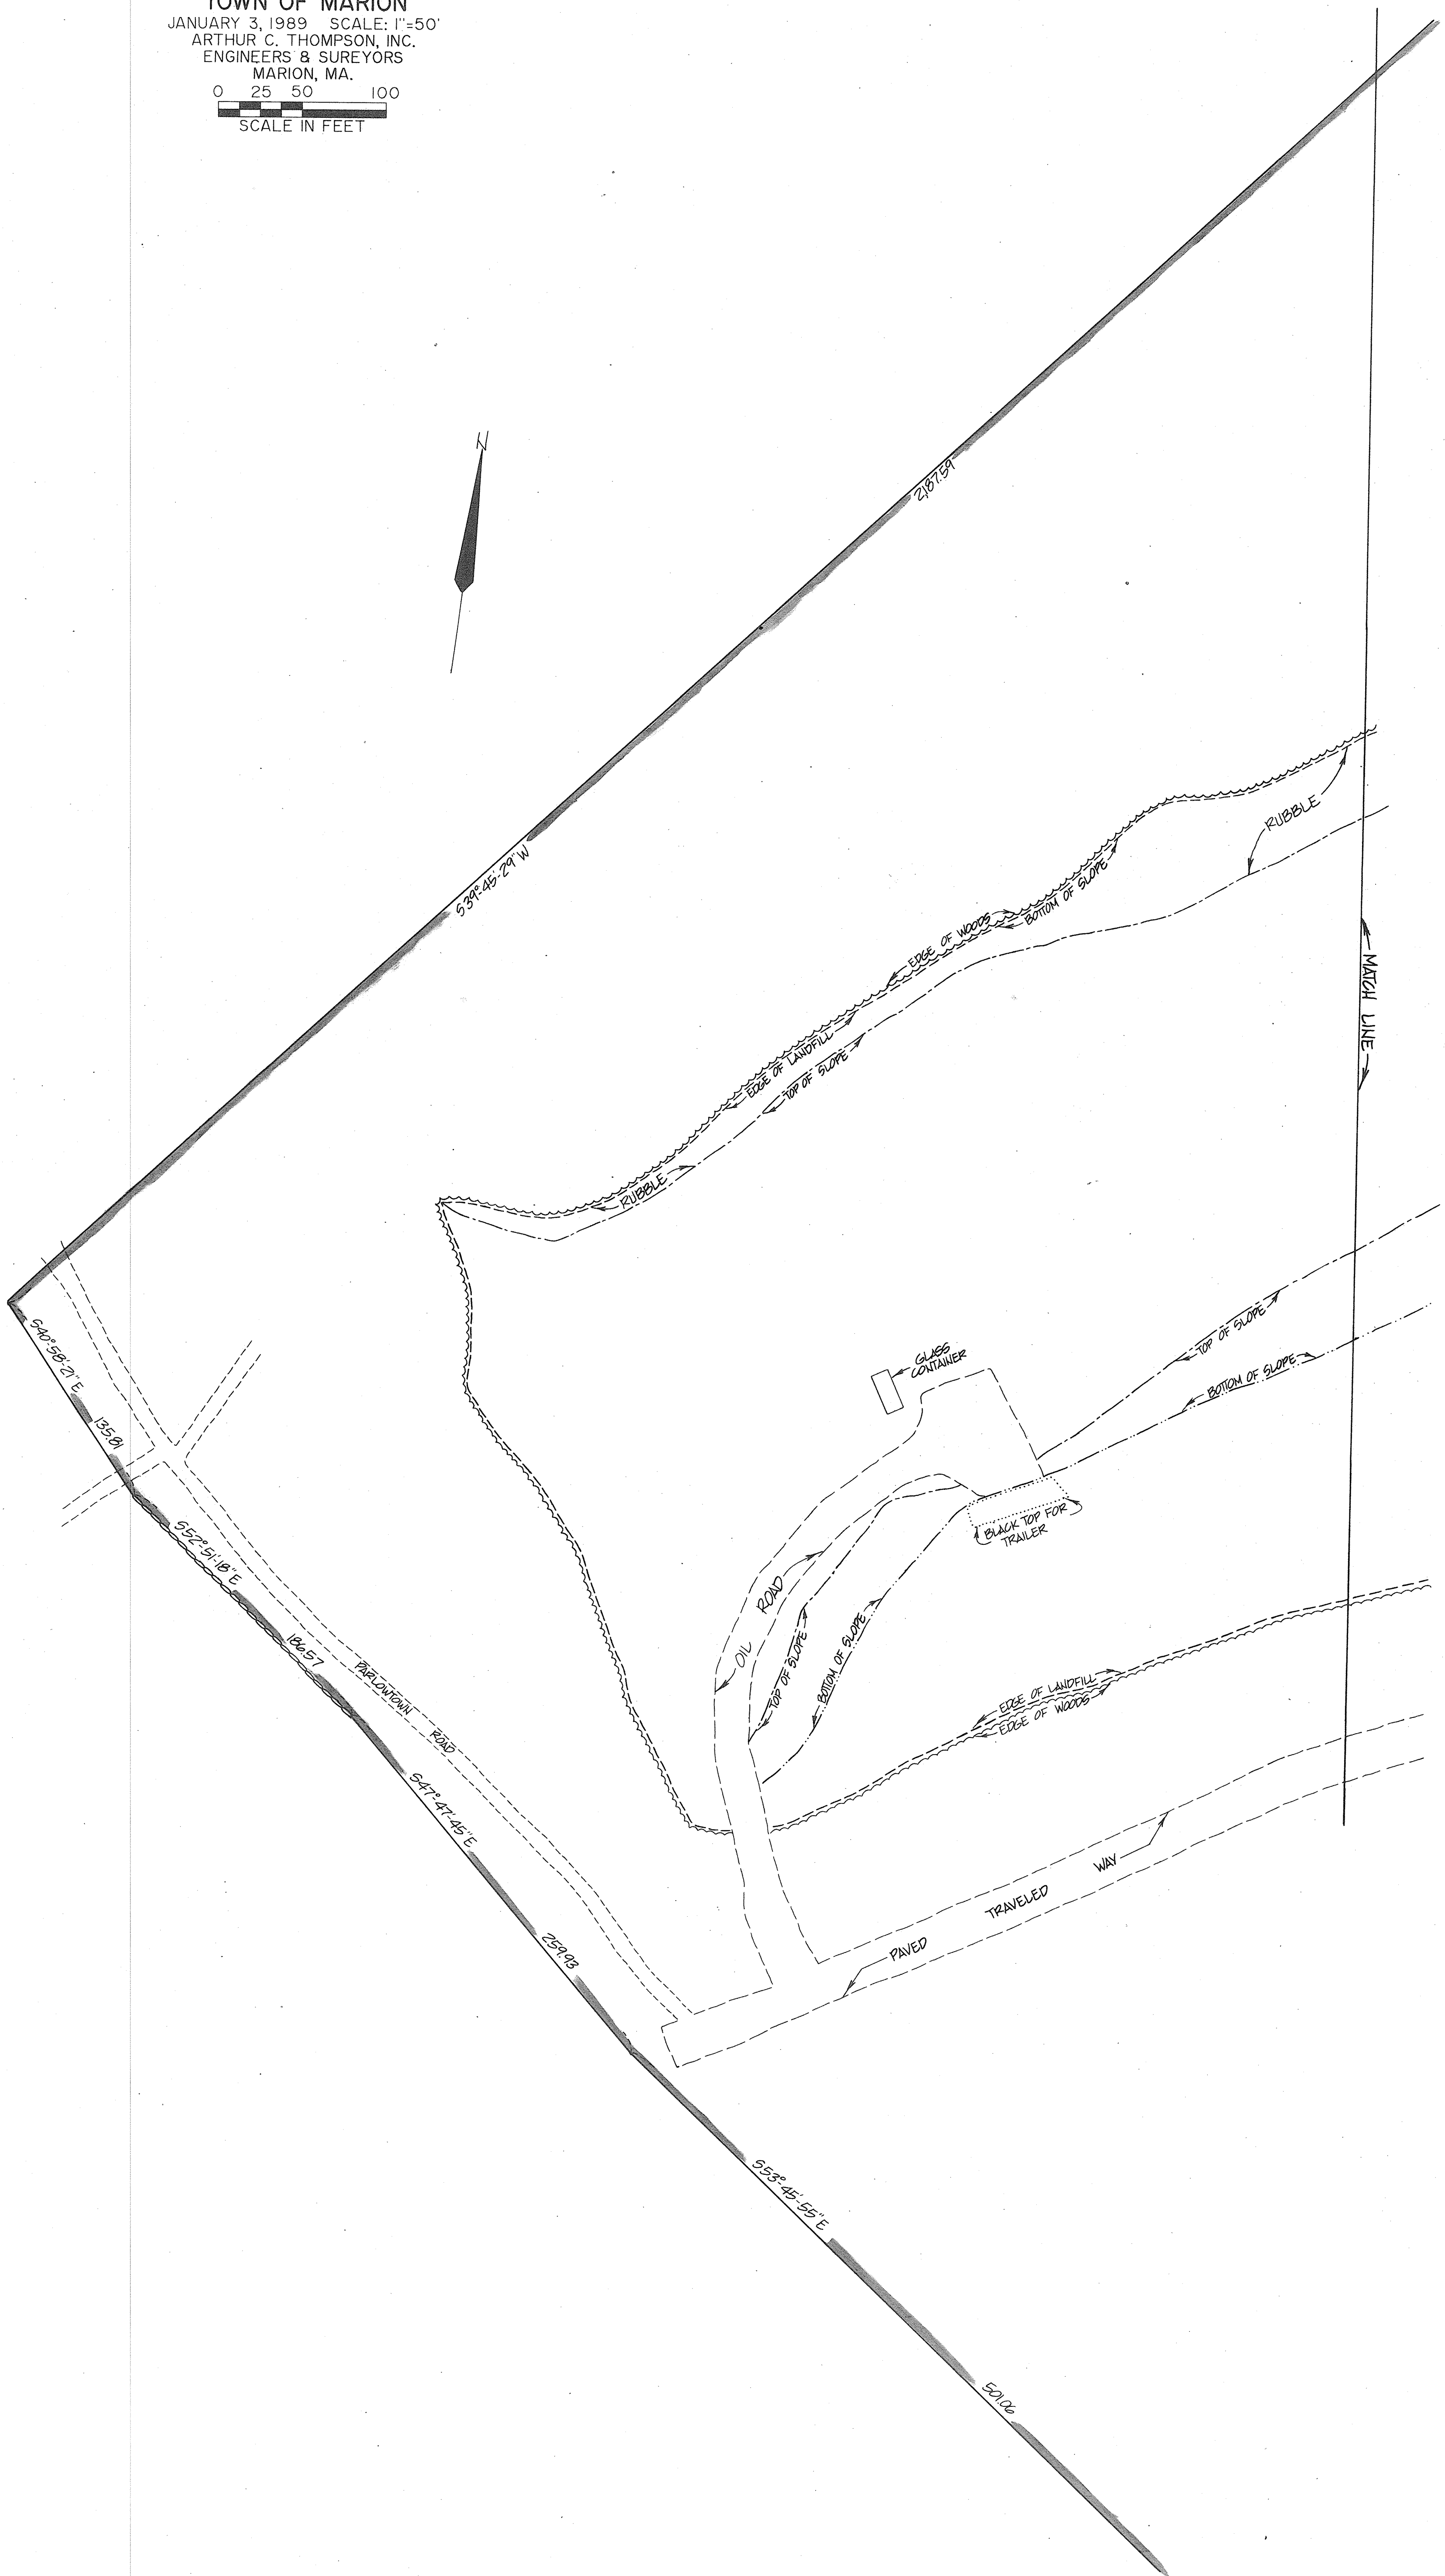 TOWN OF MARION
JANUARY 3, 1989 SCALE: 1"=50'
ARTHUR C. THOMPSON, INC.
ENGINEERS & SUREYORS
MARION, MA.
0 25 50 100
SCALE IN FEET
N
2187.59
S39°-45'-29"W
RUBBLE
EDGE OF WOODS
BOTTOM OF SLOPE
MATCH LINE
EDGE OF LANDFILL
TOP OF SLOPE
RUBBLE
S40°-58'-21"E
135.81
GLASS
CONTAINER
TOP OF SLOPE
BOTTOM OF SLOPE
BLACK TOP FOR
TRAILER
S52°-51'-18"E
186.57
PARLOWTOWN ROAD
OIL ROAD
TOP OF SLOPE
BOTTOM OF SLOPE
EDGE OF LANDFILL
EDGE OF WOODS
S47°-47'-45"E
259.93
PAVED TRAVELED WAY
S53°-45'-55"E
501.06